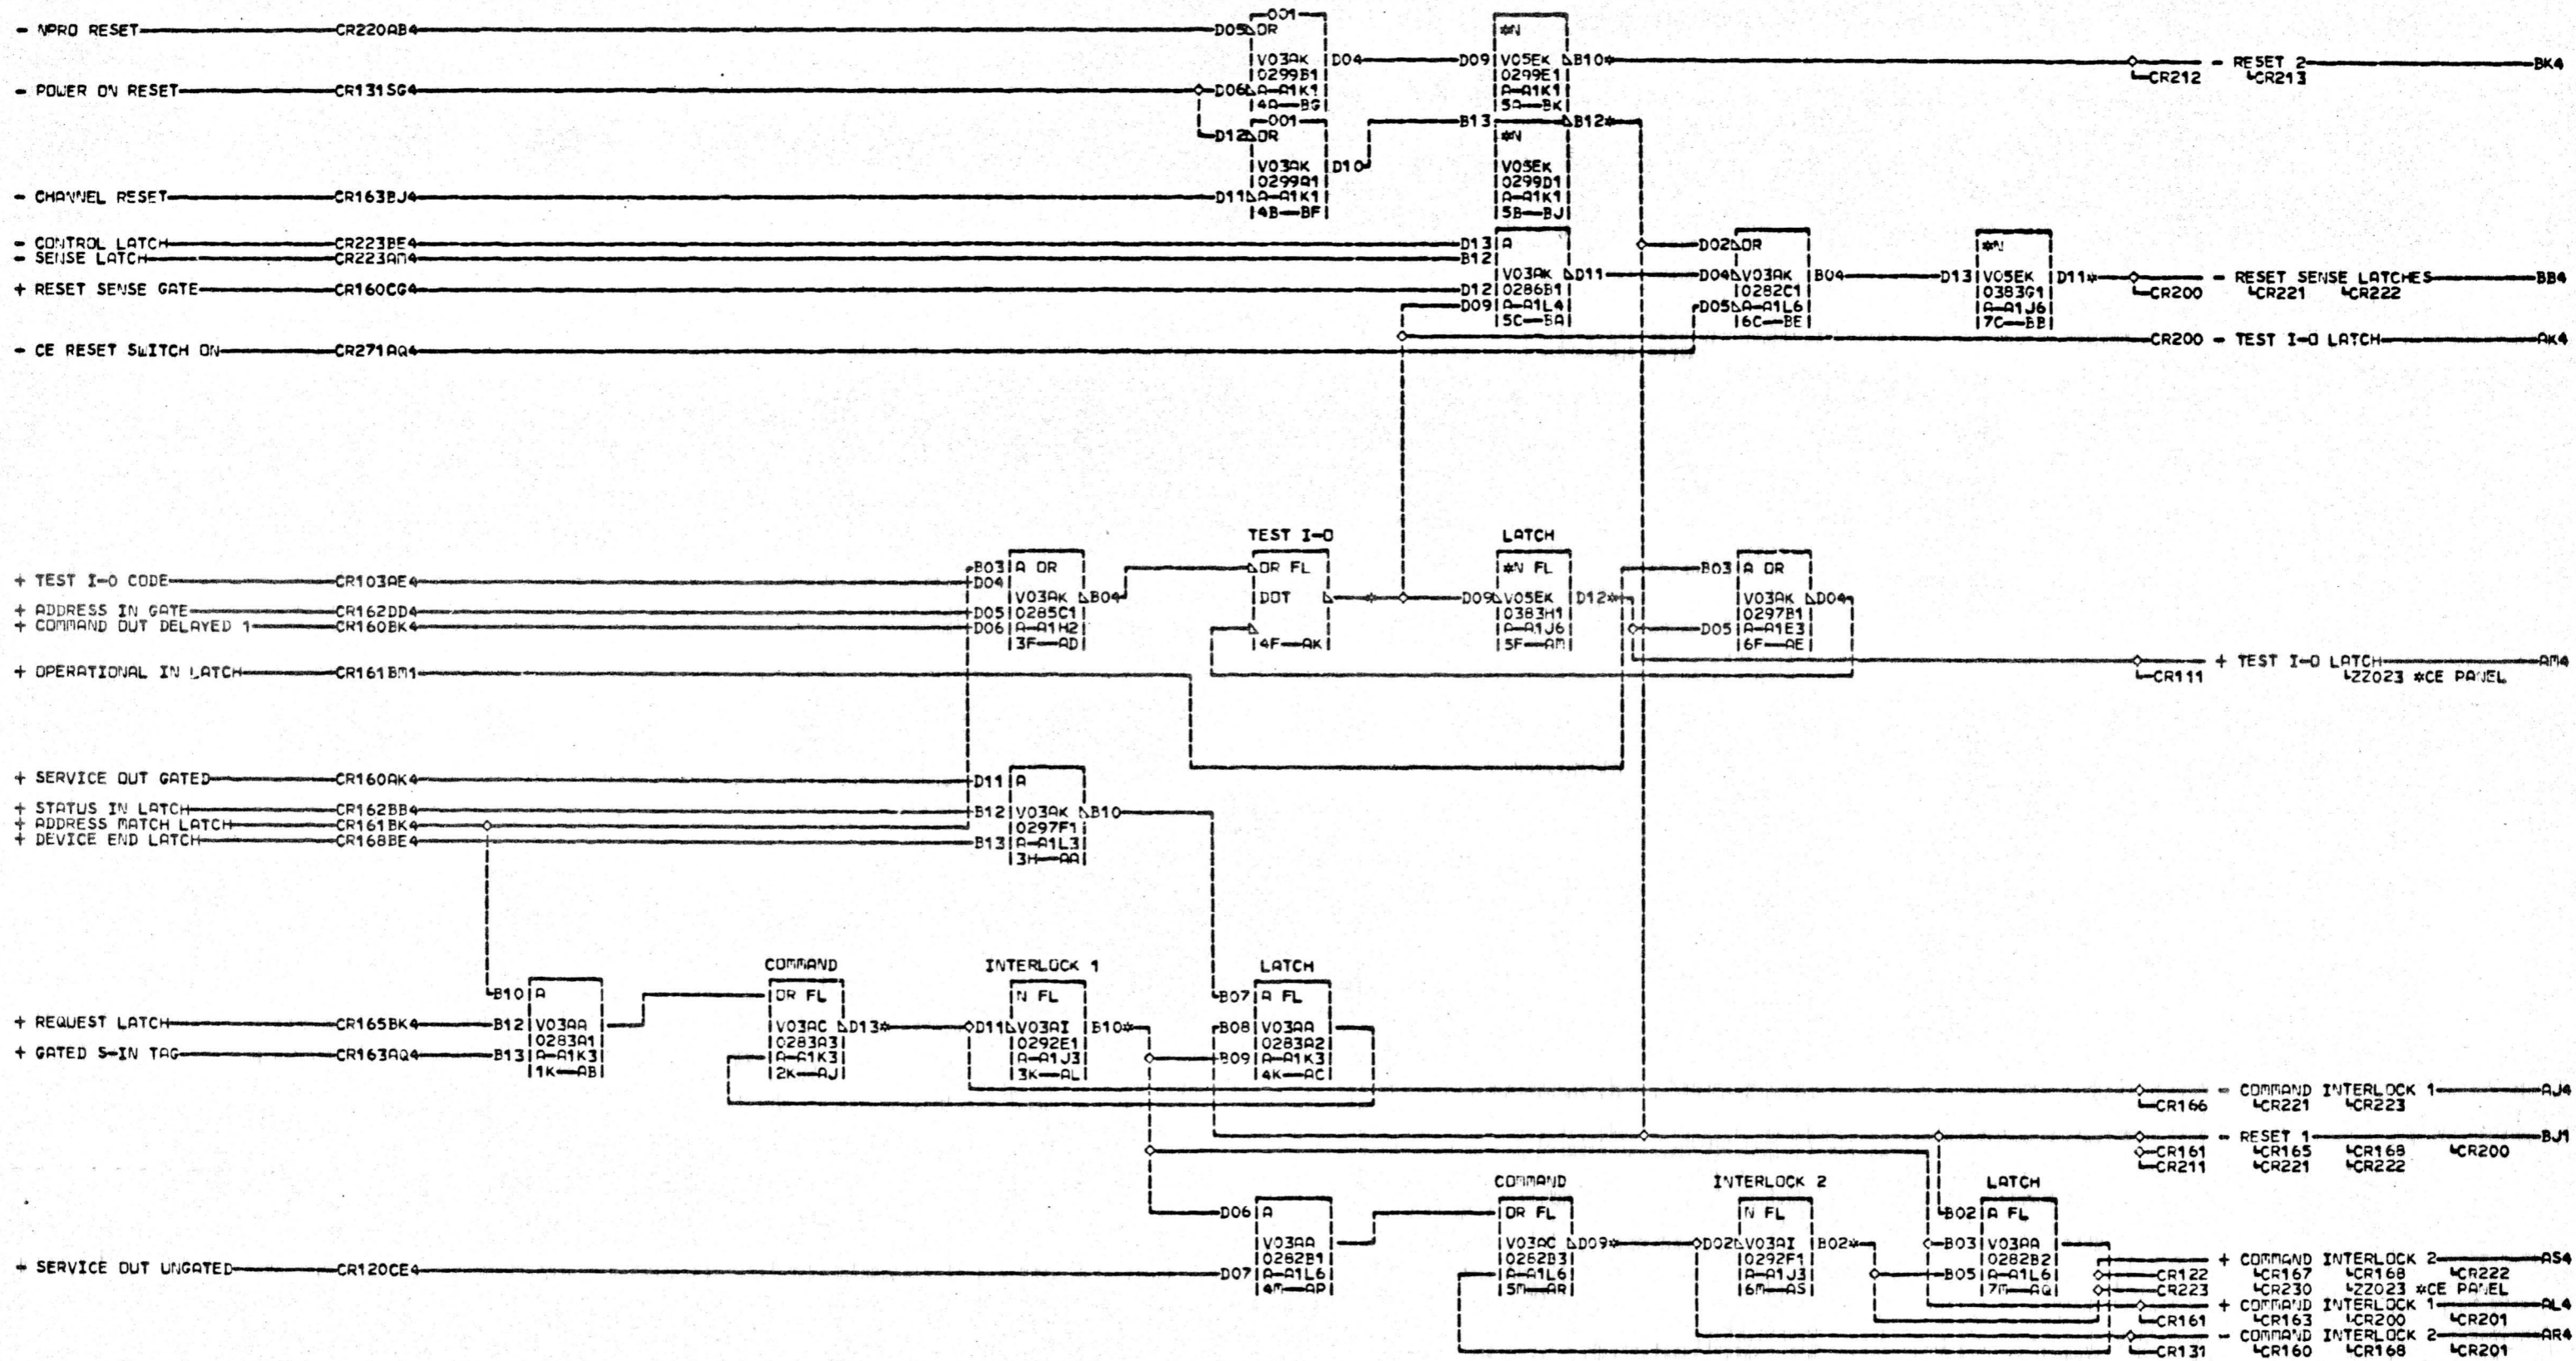 - NPRO RESET CR220AB4 D05 OR
001
V03AK D04
0299B1
- POWER ON RESET CR131SG4 D06 A-A1K1
4A BG
*N
D09 V05EK B10*
0299E1
A-A1K1
5A BK
- RESET 2 BK4
CR212 CR213
001
D12 OR
V03AK D10
0299A1
- CHANNEL RESET CR163BJ4 D11 A-A1K1
4B BF
B13 B12*
*N
V05EK
0299D1
A-A1K1
5B BJ
- CONTROL LATCH CR223BE4 D13 A
- SENSE LATCH CR223AM4 B12
V03AK D11
+ RESET SENSE GATE CR160CG4 D12 0286B1
D09 A-A1L4
5C BA
D02 OR
D04 V03AK B04
0282C1
D05 A-A1L6
6C BE
*N
D13 V05EK D11*
0383G1
A-A1J6
7C BB
- RESET SENSE LATCHES BB4
CR200 CR221 CR222
- CE RESET SWITCH ON CR271AQ4
CR200 - TEST I-O LATCH AK4
TEST I-O LATCH
B03 A OR
+ TEST I-O CODE CR103AE4 D04
V03AK B04
+ ADDRESS IN GATE CR162DD4 D05 0285C1
+ COMMAND OUT DELAYED 1 CR160BK4 D06 A-A1H2
3F AD
OR FL
DOT
4F AK
*N FL
D09 V05EK D12*
0383H1
A-A1J6
5F AM
B03 A OR
V03AK D04
0297B1
D05 A-A1E3
6F AE
+ OPERATIONAL IN LATCH CR161BM1
+ TEST I-O LATCH AM4
CR111 ZZ023 *CE PANEL
+ SERVICE OUT GATED CR160AK4 D11 A
+ STATUS IN LATCH CR162BB4 B12 V03AK B10
+ ADDRESS MATCH LATCH CR161BK4 0297F1
+ DEVICE END LATCH CR168BE4 B13 A-A1L3
3H AA
COMMAND INTERLOCK 1 LATCH
B10 A
+ REQUEST LATCH CR165BK4 B12 V03AA
0283A1
+ GATED S-IN TAG CR163AQ4 B13 A-A1K3
1K AB
OR FL
V03AC D13*
0283A3
A-A1K3
2K AJ
N FL
D11 V03AI B10*
0292E1
A-A1J3
3K AL
B07 A FL
B08 V03AA
0283A2
B09 A-A1K3
4K AC
- COMMAND INTERLOCK 1 AJ4
CR166 CR221 CR223
- RESET 1 BJ1
CR161 CR165 CR168 CR200
CR211 CR221 CR222
COMMAND INTERLOCK 2 LATCH
D06 A
V03AA
0282B1
+ SERVICE OUT UNGATED CR120CE4 D07 A-A1L6
4M AP
OR FL
V03AC D09*
0282B3
A-A1L6
5M AR
N FL
D02 V03AI B02*
0292F1
A-A1J3
6M AS
B02 A FL
B03 V03AA
0282B2
B05 A-A1L6
7M AQ
+ COMMAND INTERLOCK 2 AS4
CR122 CR167 CR168 CR222
CR223 CR230 ZZ023 *CE PANEL
+ COMMAND INTERLOCK 1 AL4
CR161 CR163 CR200 CR201
- COMMAND INTERLOCK 2 AR4
CR131 CR160 CR168 CR201